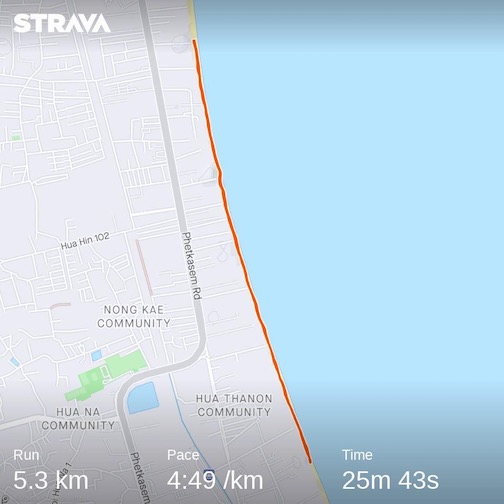 STRAVA
Hua Hin 102
Phetkasem Rd
NONG KAE
COMMUNITY
HUA THANON
COMMUNITY
HUA NA
COMMUNITY
Phetkasem
Run
5.3 km
Pace
4:49 /km
Time
25m 43s